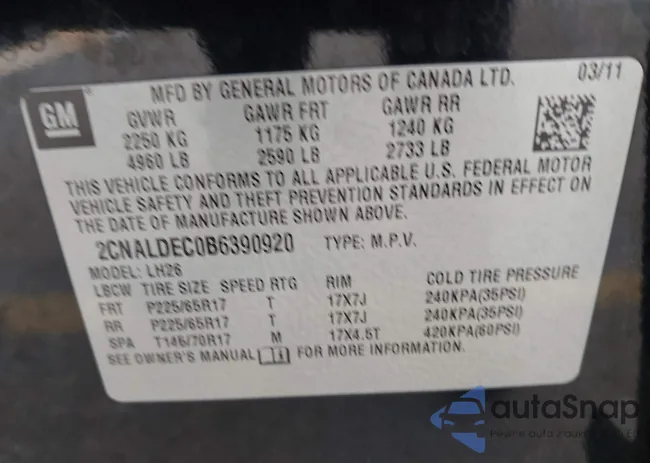 MFD BY GENERAL MOTORS OF CANADA LTD. 03/11
GM
GVWR GAWR FRT GAWR RR
2250 KG 1175 KG 1240 KG
4960 LB 2590 LB 2733 LB
THIS VEHICLE CONFORMS TO ALL APPLICABLE U.S. FEDERAL MOTOR
VEHICLE SAFETY AND THEFT PREVENTION STANDARDS IN EFFECT ON
THE DATE OF MANUFACTURE SHOWN ABOVE.
2CNALDEC0B6390920 TYPE: M.P.V.
MODEL: LH26
LBCW TIRE SIZE SPEED RTG RIM COLD TIRE PRESSURE
FRT P225/65R17 T 17X7J 240KPA(35PSI)
RR P225/65R17 T 17X7J 240KPA(35PSI)
SPA T145/70R17 M 17X4.5T 420KPA(60PSI)
SEE OWNER'S MANUAL FOR MORE INFORMATION.
autaSnap
Pewne auta z